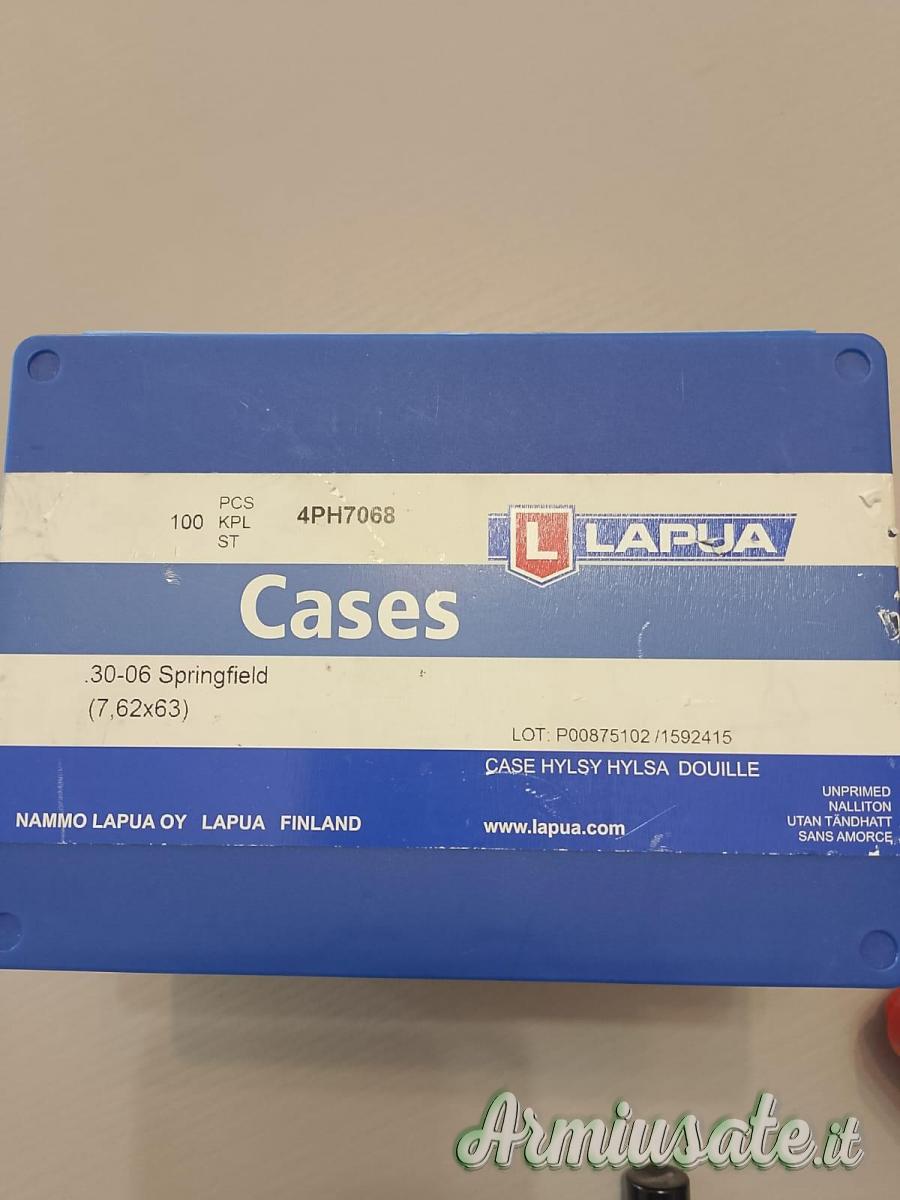 100 PCS KPL ST 4PH7068
L LAPUA
Cases
.30-06 Springfield
(7,62x63)
LOT: P00875102 /1592415
CASE HYLSY HYLSA DOUILLE
UNPRIMED
NALLITON
UTAN TÄNDHATT
SANS AMORCE
NAMMO LAPUA OY LAPUA FINLAND
www.lapua.com
Armiusate.it